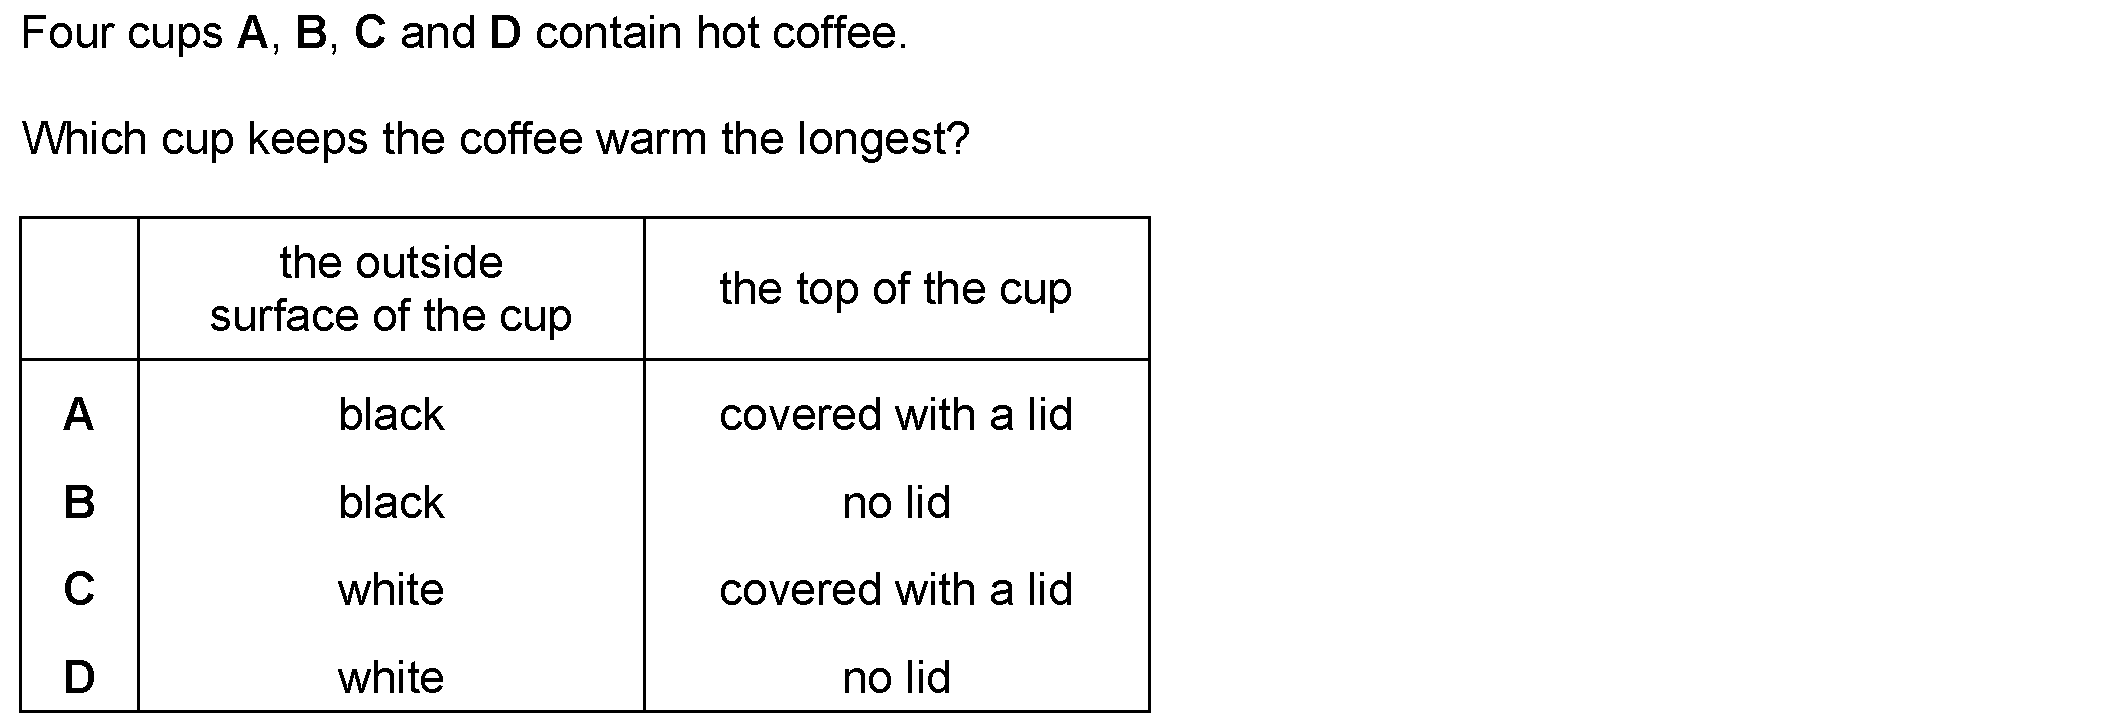 Four cups A, B, C and D contain hot coffee.
Which cup keeps the coffee warm the longest?
the outside
surface of the cup
the top of the cup
A black covered with a lid
B black no lid
C white covered with a lid
D white no lid